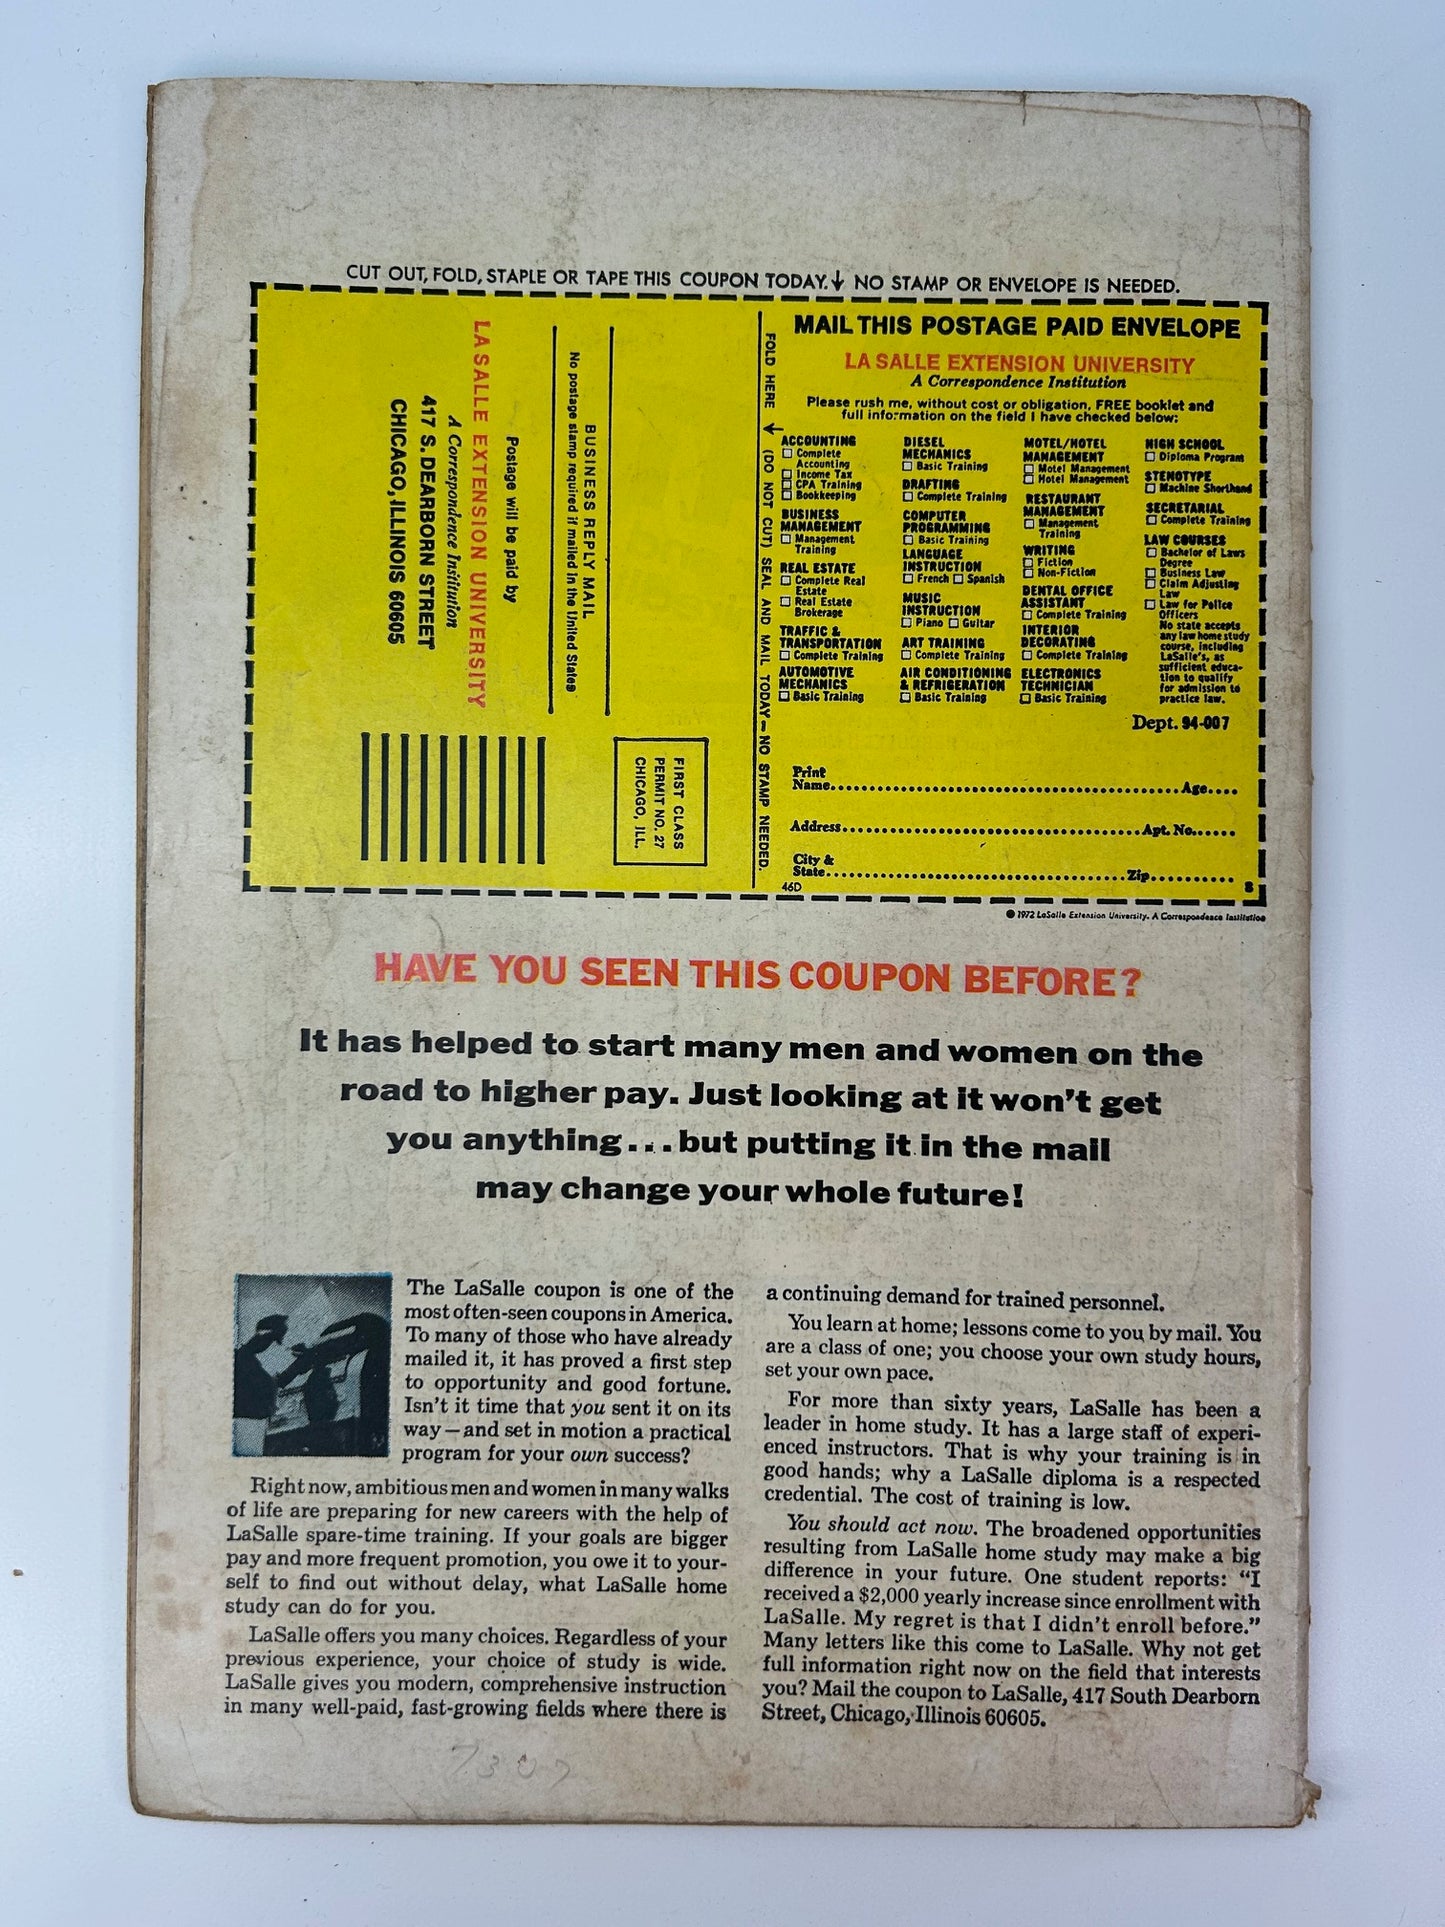 CUT OUT, FOLD, STAPLE OR TAPE THIS COUPON TODAY.↓ NO STAMP OR ENVELOPE IS NEEDED.
LA SALLE EXTENSION UNIVERSITY
A Correspondence Institution
417 S. DEARBORN STREET
CHICAGO, ILLINOIS 60605
Postage will be paid by
No postage stamp required if mailed in the United States
BUSINESS REPLY MAIL
FIRST CLASS
PERMIT NO. 27
CHICAGO, ILL.
FOLD HERE ↓ (DO NOT CUT) SEAL AND MAIL TODAY—NO STAMP NEEDED.
MAIL THIS POSTAGE PAID ENVELOPE
LA SALLE EXTENSION UNIVERSITY
A Correspondence Institution
Please rush me, without cost or obligation, FREE booklet and
full information on the field I have checked below:
ACCOUNTING
☐ Complete
Accounting
☐ Income Tax
☐ CPA Training
☐ Bookkeeping
BUSINESS
MANAGEMENT
☐ Management
Training
REAL ESTATE
☐ Complete Real
Estate
☐ Real Estate
Brokerage
TRAFFIC &
TRANSPORTATION
☐ Complete Training
AUTOMOTIVE
MECHANICS
☐ Basic Training
DIESEL
MECHANICS
☐ Basic Training
DRAFTING
☐ Complete Training
COMPUTER
PROGRAMMING
☐ Basic Training
LANGUAGE
INSTRUCTION
☐ French ☐ Spanish
MUSIC
INSTRUCTION
☐ Piano ☐ Guitar
ART TRAINING
☐ Complete Training
AIR CONDITIONING
& REFRIGERATION
☐ Basic Training
MOTEL/HOTEL
MANAGEMENT
☐ Motel Management
☐ Hotel Management
RESTAURANT
MANAGEMENT
☐ Management
Training
WRITING
☐ Fiction
☐ Non-Fiction
DENTAL OFFICE
ASSISTANT
☐ Complete Training
INTERIOR
DECORATING
☐ Complete Training
ELECTRONICS
TECHNICIAN
☐ Basic Training
HIGH SCHOOL
☐ Diploma Program
STENOTYPE
☐ Machine Shorthand
SECRETARIAL
☐ Complete Training
LAW COURSES
☐ Bachelor of Laws
Degree
☐ Business Law
☐ Claim Adjusting
Law
☐ Law for Police
Officers
No state accepts
any law home study
course, including
LaSalle's, as
sufficient educa-
tion to qualify
for admission to
practice law.
Dept. 94-007
Print
Name........................................Age....
Address........................................Apt. No......
City &
State........................................Zip..........
46D
8
© 1972 LaSalle Extension University. A Correspondence Institution
HAVE YOU SEEN THIS COUPON BEFORE?
It has helped to start many men and women on the
road to higher pay. Just looking at it won't get
you anything...but putting it in the mail
may change your whole future!
The LaSalle coupon is one of the
most often-seen coupons in America.
To many of those who have already
mailed it, it has proved a first step
to opportunity and good fortune.
Isn't it time that you sent it on its
way—and set in motion a practical
program for your own success?
Right now, ambitious men and women in many walks
of life are preparing for new careers with the help of
LaSalle spare-time training. If your goals are bigger
pay and more frequent promotion, you owe it to your-
self to find out without delay, what LaSalle home
study can do for you.
LaSalle offers you many choices. Regardless of your
previous experience, your choice of study is wide.
LaSalle gives you modern, comprehensive instruction
in many well-paid, fast-growing fields where there is
a continuing demand for trained personnel.
You learn at home; lessons come to you by mail. You
are a class of one; you choose your own study hours,
set your own pace.
For more than sixty years, LaSalle has been a
leader in home study. It has a large staff of experi-
enced instructors. That is why your training is in
good hands; why a LaSalle diploma is a respected
credential. The cost of training is low.
You should act now. The broadened opportunities
resulting from LaSalle home study may make a big
difference in your future. One student reports: "I
received a $2,000 yearly increase since enrollment with
LaSalle. My regret is that I didn't enroll before."
Many letters like this come to LaSalle. Why not get
full information right now on the field that interests
you? Mail the coupon to LaSalle, 417 South Dearborn
Street, Chicago, Illinois 60605.